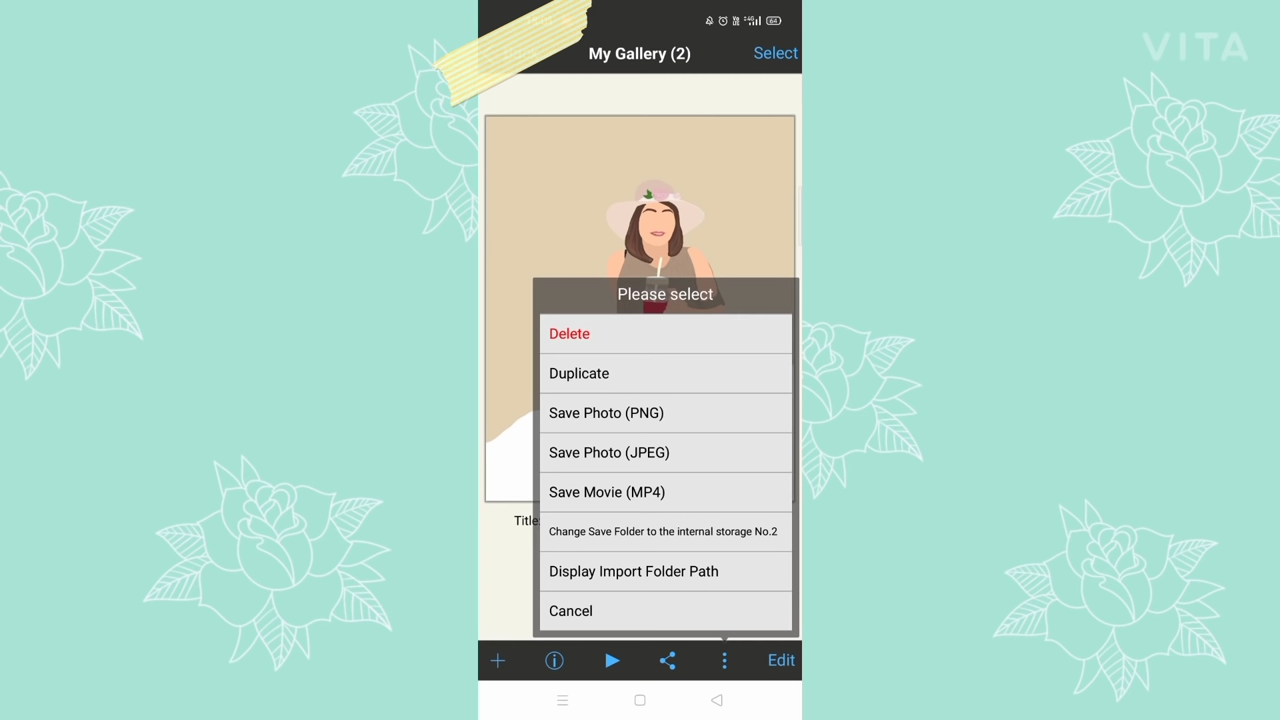 VITA
64
My Gallery (2)
Select
Please select
Delete
Duplicate
Save Photo (PNG)
Save Photo (JPEG)
Save Movie (MP4)
Change Save Folder to the internal storage No.2
Title:
Display Import Folder Path
Cancel
Edit